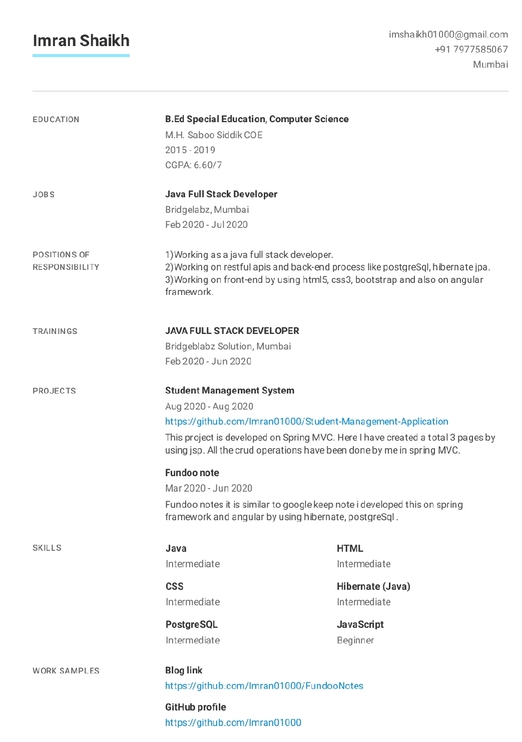 Imran Shaikh
imshaikh01000@gmail.com
+91 7977585067
Mumbai
EDUCATION
B.Ed Special Education, Computer Science
M.H. Saboo Siddik COE
2015 - 2019
CGPA: 6.60/7
JOBS
Java Full Stack Developer
Bridgelabz, Mumbai
Feb 2020 - Jul 2020
POSITIONS OF
RESPONSIBILITY
1)Working as a java full stack developer.
2)Working on restful apis and back-end process like postgreSql, hibernate jpa.
3)Working on front-end by using html5, css3, bootstrap and also on angular
framework.
TRAININGS
JAVA FULL STACK DEVELOPER
Bridgeblabz Solution, Mumbai
Feb 2020 - Jun 2020
PROJECTS
Student Management System
Aug 2020 - Aug 2020
https://github.com/Imran01000/Student-Management-Application
This project is developed on Spring MVC. Here I have created a total 3 pages by
using jsp. All the crud operations have been done by me in spring MVC.
Fundoo note
Mar 2020 - Jun 2020
Fundoo notes it is similar to google keep note i developed this on spring
framework and angular by using hibernate, postgreSql .
SKILLS
Java
Intermediate
HTML
Intermediate
CSS
Intermediate
Hibernate (Java)
Intermediate
PostgreSQL
Intermediate
JavaScript
Beginner
WORK SAMPLES
Blog link
https://github.com/Imran01000/FundooNotes
GitHub profile
https://github.com/Imran01000